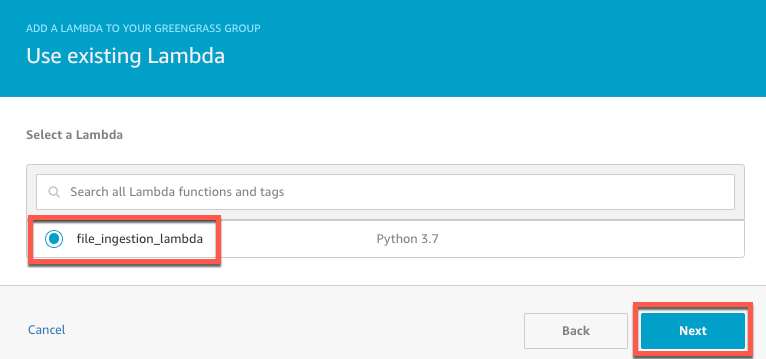 ADD A LAMBDA TO YOUR GREENGRASS GROUP
Use existing Lambda
Select a Lambda
Search all Lambda functions and tags
file_ingestion_lambda Python 3.7
Cancel Back Next